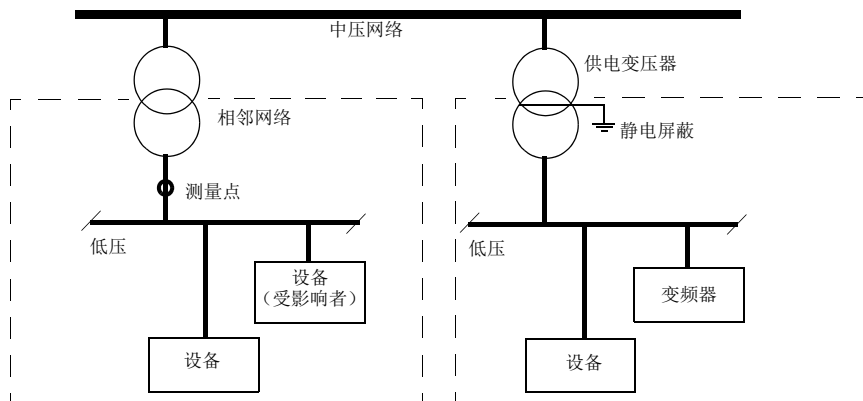 中压网络
供电变压器
相邻网络
静电屏蔽
测量点
低压
低压
设备
（受影响者）
变频器
设备
设备